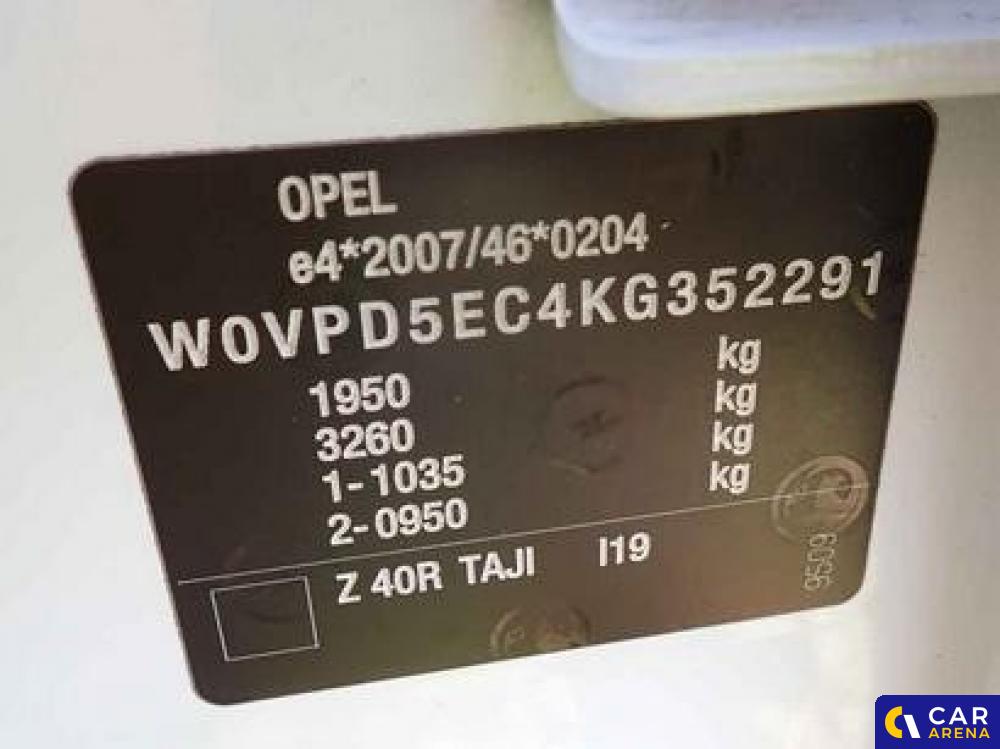 OPEL
e4*2007/46*0204
W0VPD5EC4KG352291
1950 kg
3260 kg
1-1035 kg
2-0950 kg
Z 40R TAJI I19
9509
CAR
ARENA